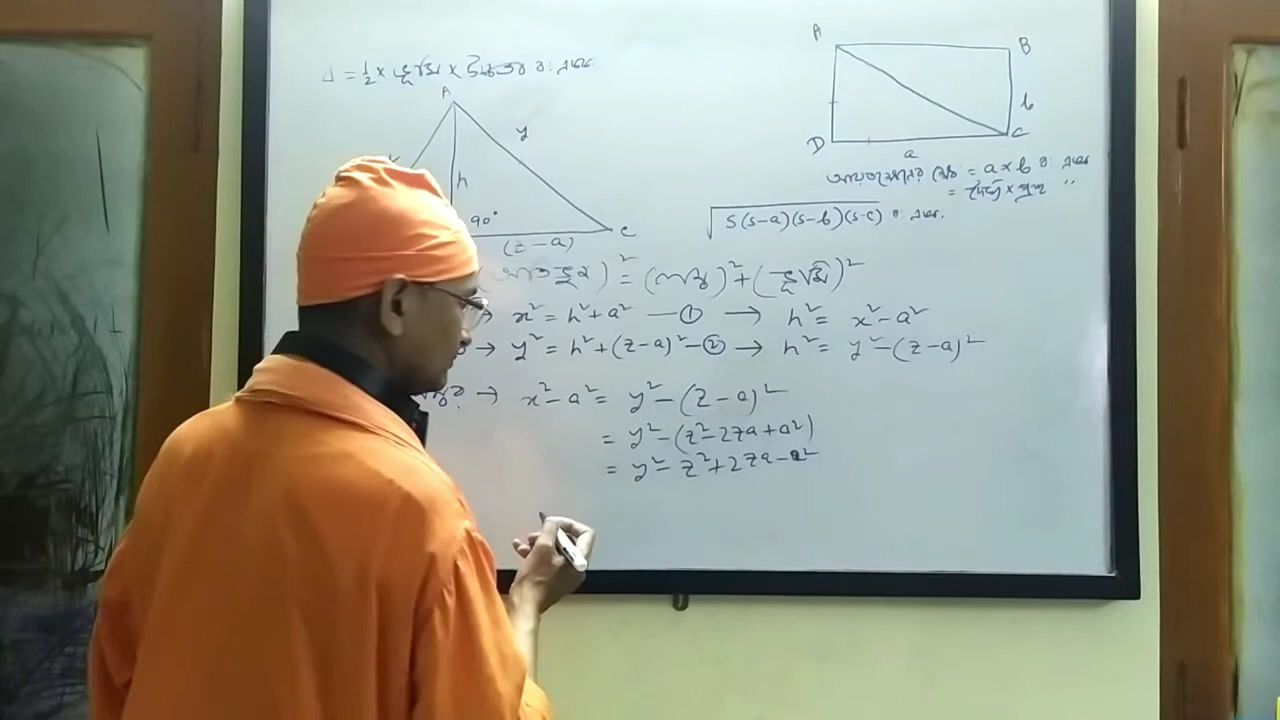 Δ = 1/2 × ভূমি × উচ্চতা ব: একক
A
y
h
90°
C
(z - a)
A
B
b
D
C
a
আয়তক্ষেত্রের ক্ষেঃ = a × b ব: একক
= দৈর্ঘ্য × প্রস্থ "
√s(s-a)(s-b)(s-c) ব: একক.
(অতিভূজ)² = (লম্ব)² + (ভূমি)²
→ x² = h² + a² — ① → h² = x² - a²
→ y² = h² + (z-a)² - ② → h² = y² - (z-a)²
→ x² - a² = y² - (z-a)²
= y² - (z² - 2za + a²)
= y² - z² + 2za - a²